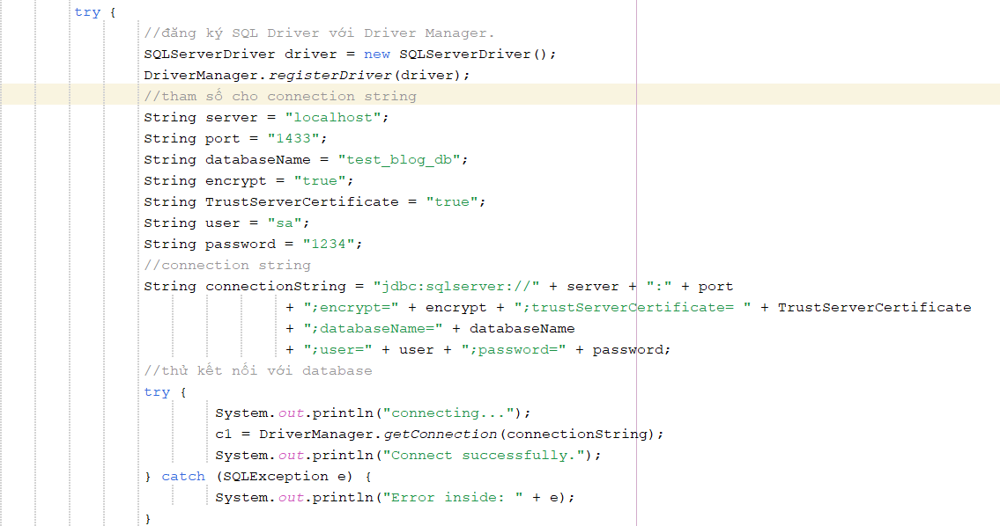 try {
//đăng ký SQL Driver với Driver Manager.
SQLServerDriver driver = new SQLServerDriver();
DriverManager.registerDriver(driver);
//tham số cho connection string
String server = "localhost";
String port = "1433";
String databaseName = "test_blog_db";
String encrypt = "true";
String TrustServerCertificate = "true";
String user = "sa";
String password = "1234";
//connection string
String connectionString = "jdbc:sqlserver://" + server + ":" + port
+ ";encrypt=" + encrypt + ";trustServerCertificate= " + TrustServerCertificate
+ ";databaseName=" + databaseName
+ ";user=" + user + ";password=" + password;
//thử kết nối với database
try {
System.out.println("connecting...");
c1 = DriverManager.getConnection(connectionString);
System.out.println("Connect successfully.");
} catch (SQLException e) {
System.out.println("Error inside: " + e);
}